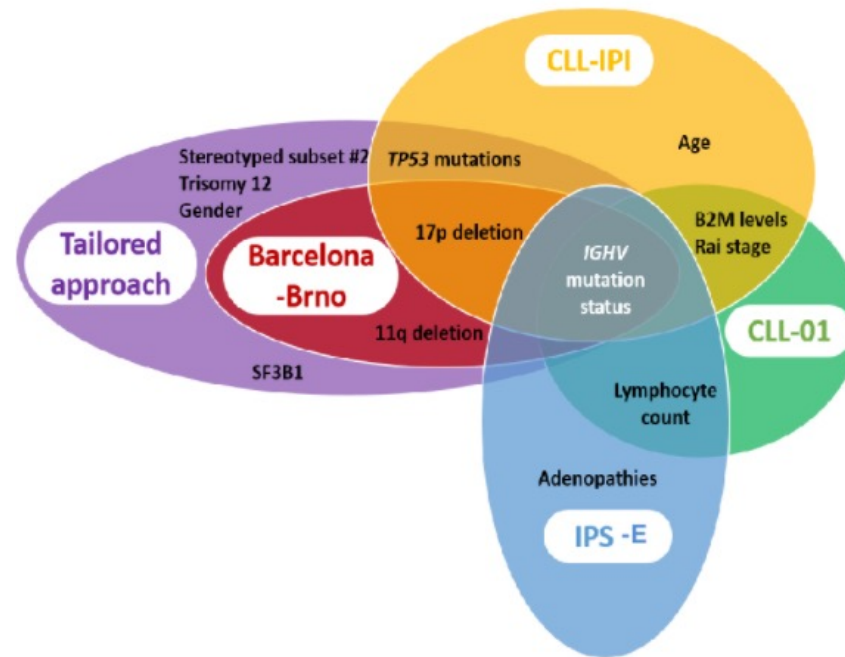 CLL-IPI
Age
Stereotyped subset #2
Trisomy 12
Gender
TP53 mutations
B2M levels
Rai stage
17p deletion
IGHV
mutation
status
Tailored
approach
Barcelona
-Brno
11q deletion
CLL-01
SF3B1
Lymphocyte
count
Adenopathies
IPS -E